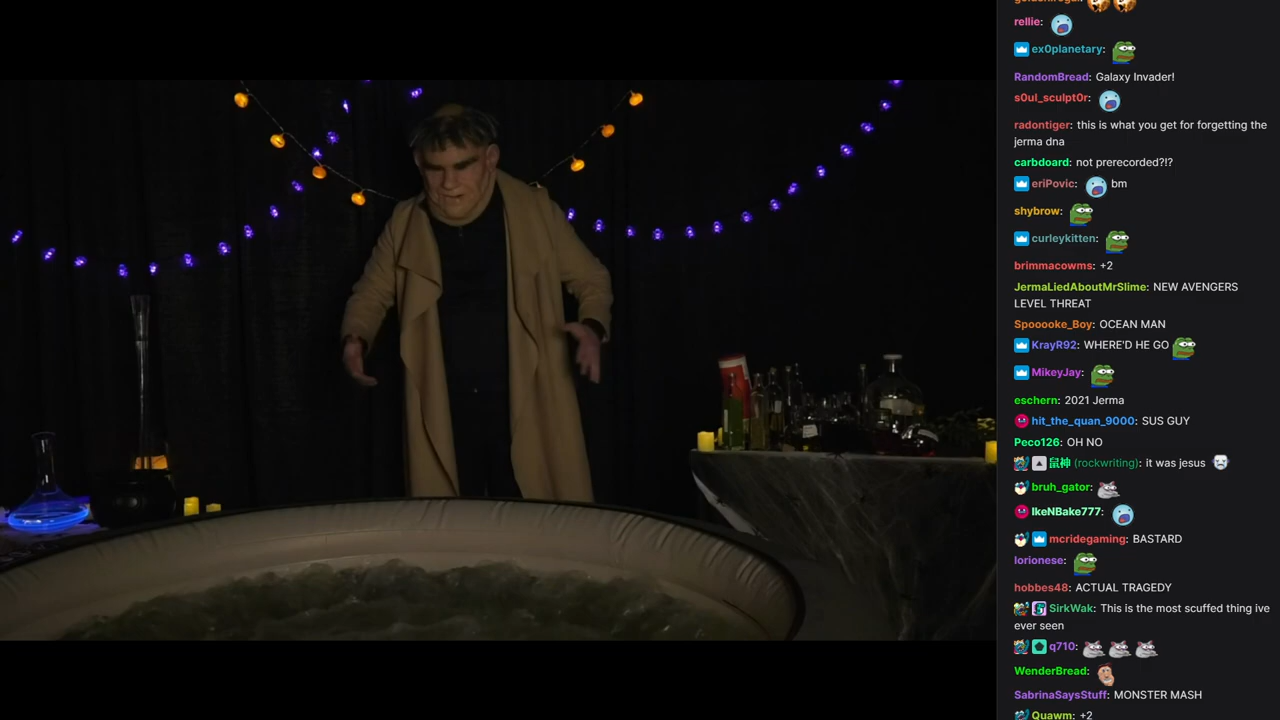 rellie:
ex0planetary:
RandomBread: Galaxy Invader!
s0ul_sculpt0r:
radontiger: this is what you get for forgetting the
jerma dna
carbdoard: not prerecorded?!?
eriPovic: bm
shybrow:
curleykitten:
brimmacowms: +2
JermaLiedAboutMrSlime: NEW AVENGERS
LEVEL THREAT
Spooooke_Boy: OCEAN MAN
KrayR92: WHERE'D HE GO
MikeyJay:
eschern: 2021 Jerma
hit_the_quan_9000: SUS GUY
Peco126: OH NO
鼠神 (rockwriting): it was jesus
bruh_gator:
IkeNBake777:
mcridegaming: BASTARD
lorionese:
hobbes48: ACTUAL TRAGEDY
SirkWak: This is the most scuffed thing ive
ever seen
q710:
WenderBread:
SabrinaSaysStuff: MONSTER MASH
Quawm: +2